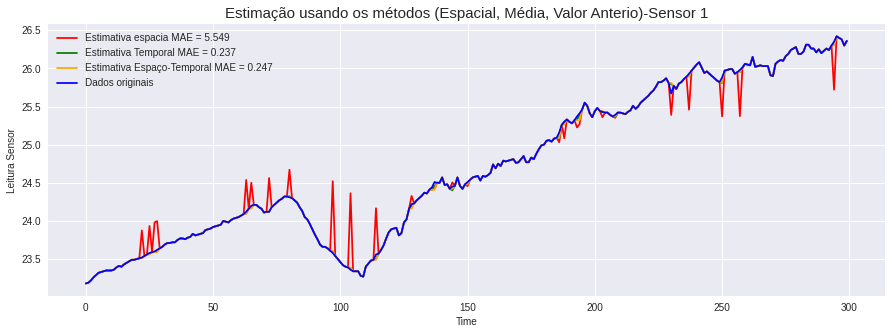 Estimação usando os métodos (Espacial, Média, Valor Anterio)-Sensor 1
Estimativa espacia MAE = 5.549
Estimativa Temporal MAE = 0.237
Estimativa Espaço-Temporal MAE = 0.247
Dados originais
Leitura Sensor
26.5
26.0
25.5
25.0
24.5
24.0
23.5
0
50
100
150
200
250
300
Time